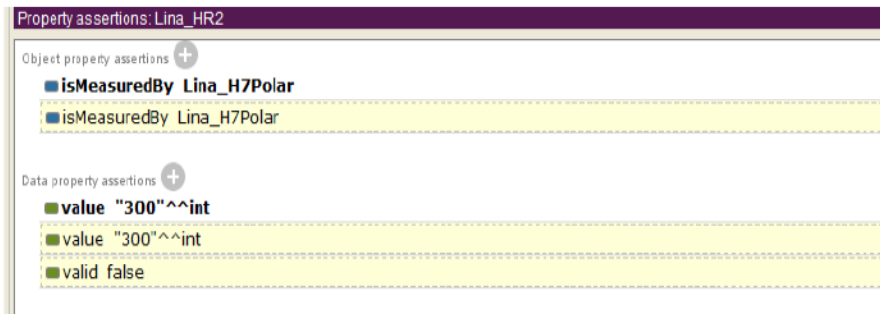 Property assertions: Lina_HR2
Object property assertions
isMeasuredBy Lina_H7Polar
isMeasuredBy Lina_H7Polar
Data property assertions
value "300"^^int
value "300"^^int
valid false